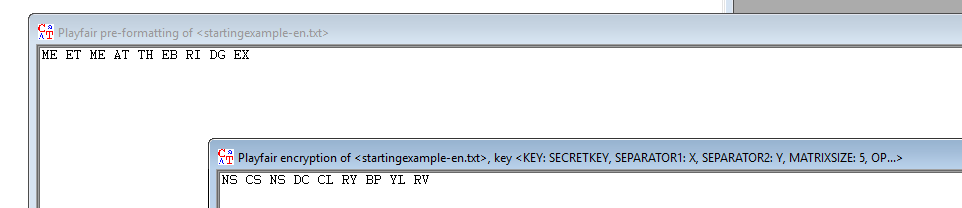 Playfair pre-formatting of <startingexample-en.txt>
ME ET ME AT TH EB RI DG EX
Playfair encryption of <startingexample-en.txt>, key <KEY: SECRETKEY, SEPARATOR1: X, SEPARATOR2: Y, MATRIXSIZE: 5, OP...>
NS CS NS DC CL RY BP YL RV